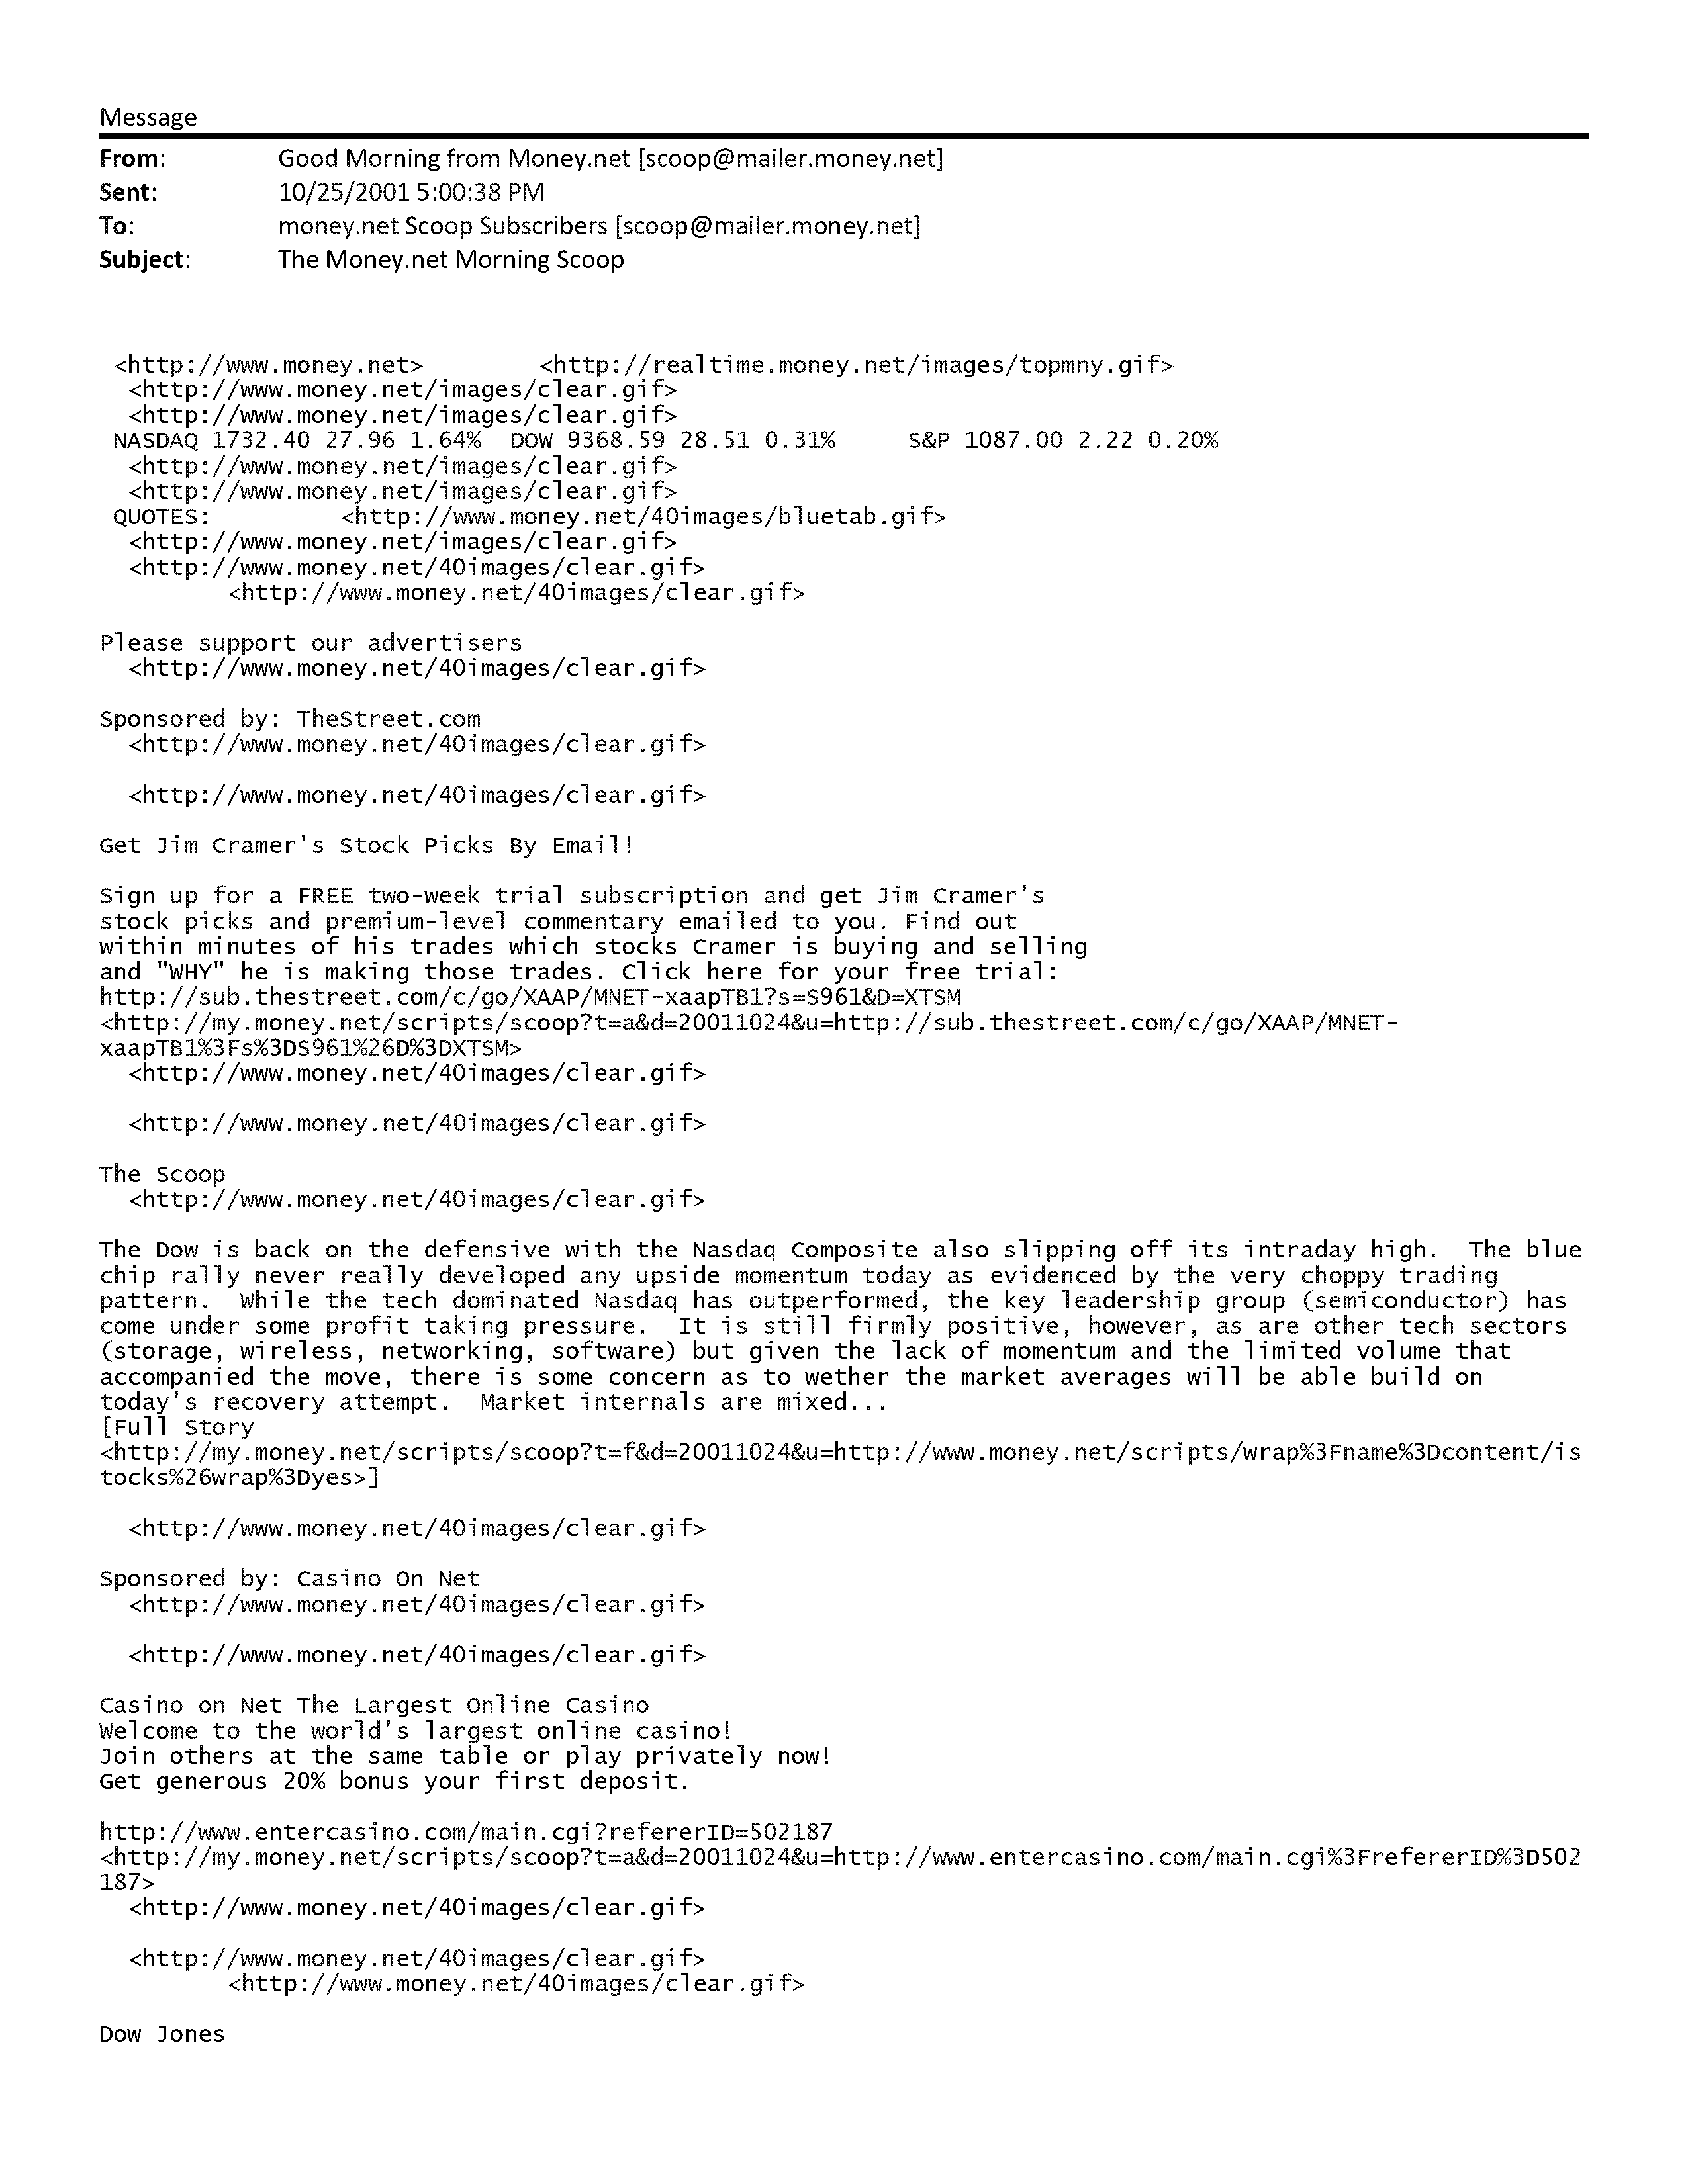 Message
From: Good Morning from Money.net [scoop@mailer.money.net]
Sent: 10/25/2001 5:00:38 PM
To: money.net Scoop Subscribers [scoop@mailer.money.net]
Subject: The Money.net Morning Scoop
<http://www.money.net> <http://realtime.money.net/images/topmny.gif>
<http://www.money.net/images/clear.gif>
<http://www.money.net/images/clear.gif>
NASDAQ 1732.40 27.96 1.64% DOW 9368.59 28.51 0.31% S&P 1087.00 2.22 0.20%
<http://www.money.net/images/clear.gif>
<http://www.money.net/images/clear.gif>
QUOTES: <http://www.money.net/40images/bluetab.gif>
<http://www.money.net/images/clear.gif>
<http://www.money.net/40images/clear.gif>
<http://www.money.net/40images/clear.gif>
Please support our advertisers
<http://www.money.net/40images/clear.gif>
Sponsored by: TheStreet.com
<http://www.money.net/40images/clear.gif>
<http://www.money.net/40images/clear.gif>
Get Jim Cramer's Stock Picks By Email!
Sign up for a FREE two-week trial subscription and get Jim Cramer's
stock picks and premium-level commentary emailed to you. Find out
within minutes of his trades which stocks Cramer is buying and selling
and "WHY" he is making those trades. Click here for your free trial:
http://sub.thestreet.com/c/go/XAAP/MNET-xaapTB1?s=S961&D=XTSM
<http://my.money.net/scripts/scoop?t=a&d=20011024&u=http://sub.thestreet.com/c/go/XAAP/MNET-
xaapTB1%3Fs%3DS961%26D%3DXTSM>
<http://www.money.net/40images/clear.gif>
<http://www.money.net/40images/clear.gif>
The Scoop
<http://www.money.net/40images/clear.gif>
The Dow is back on the defensive with the Nasdaq Composite also slipping off its intraday high. The blue
chip rally never really developed any upside momentum today as evidenced by the very choppy trading
pattern. While the tech dominated Nasdaq has outperformed, the key leadership group (semiconductor) has
come under some profit taking pressure. It is still firmly positive, however, as are other tech sectors
(storage, wireless, networking, software) but given the lack of momentum and the limited volume that
accompanied the move, there is some concern as to wether the market averages will be able build on
today's recovery attempt. Market internals are mixed...
[Full Story
<http://my.money.net/scripts/scoop?t=f&d=20011024&u=http://www.money.net/scripts/wrap%3Fname%3Dcontent/is
tocks%26wrap%3Dyes>]
<http://www.money.net/40images/clear.gif>
Sponsored by: Casino On Net
<http://www.money.net/40images/clear.gif>
<http://www.money.net/40images/clear.gif>
Casino on Net The Largest Online Casino
Welcome to the world's largest online casino!
Join others at the same table or play privately now!
Get generous 20% bonus your first deposit.
http://www.entercasino.com/main.cgi?refererID=502187
<http://my.money.net/scripts/scoop?t=a&d=20011024&u=http://www.entercasino.com/main.cgi%3FrefererID%3D502
187>
<http://www.money.net/40images/clear.gif>
<http://www.money.net/40images/clear.gif>
<http://www.money.net/40images/clear.gif>
Dow Jones